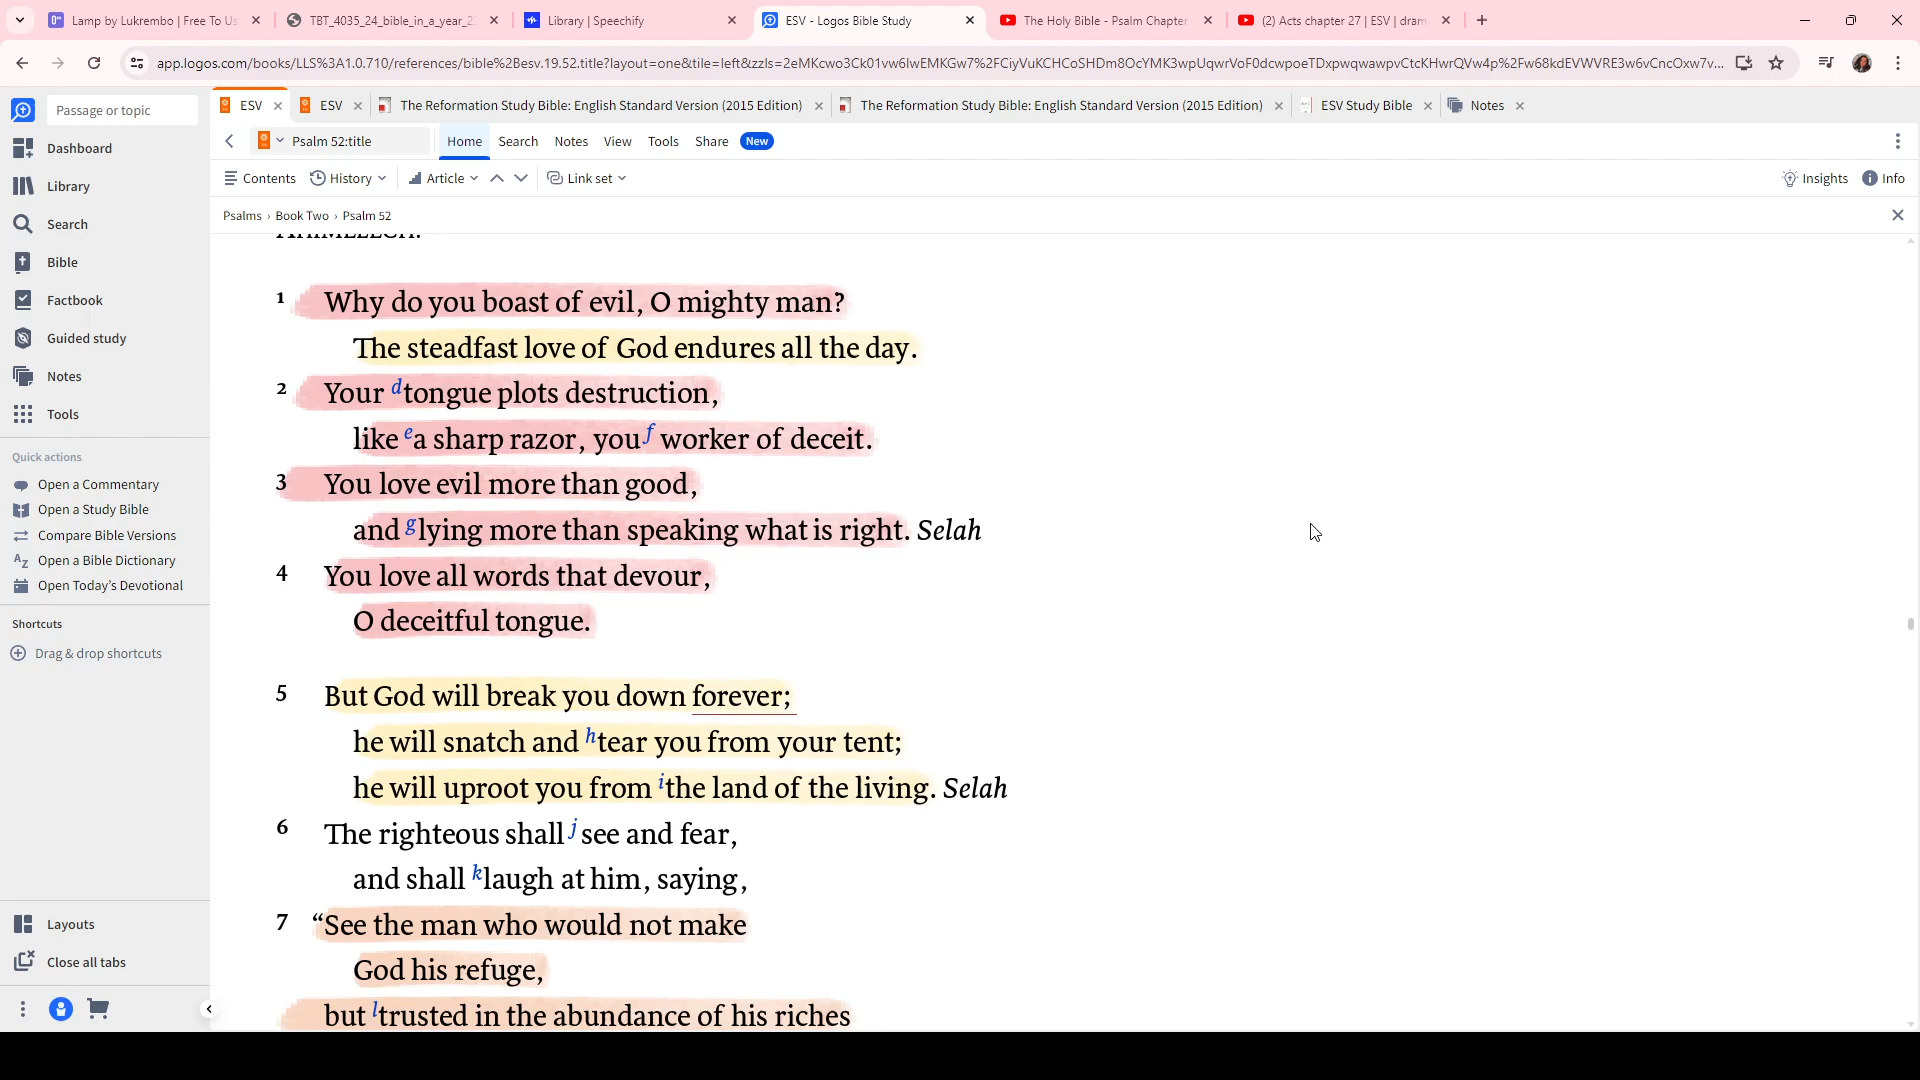 Lamp by Lukrembo | Free To Us
TBT_4035_24_bible_in_a_year_2
Library | Speechify
ESV - Logos Bible Study
The Holy Bible - Psalm Chapter
(2) Acts chapter 27 | ESV | dram
app.logos.com/books/LLS%3A1.0.710/references/bible%2Besv.19.52.title?layout=one&tile=left&zzls=2eMKcwo3Ck01vw6IwEMKGw7%2FCiyVuKCHCoSHDm8OcYMK3wpUqwrVoF0dcwpoeTDxpwqwawpvCtcKHwrQVw4p%2Fw68kdEVWVRE3w6vCncOxw7v...
Passage or topic
ESV
ESV
The Reformation Study Bible: English Standard Version (2015 Edition)
The Reformation Study Bible: English Standard Version (2015 Edition)
ESV Study Bible
Notes
Dashboard
Library
Search
Bible
Factbook
Guided study
Notes
Tools
Quick actions
Open a Commentary
Open a Study Bible
Compare Bible Versions
Open a Bible Dictionary
Open Today's Devotional
Shortcuts
Drag & drop shortcuts
Layouts
Close all tabs
Psalm 52:title
Home Search Notes View Tools Share New
Contents History Article Link set Insights Info
Psalms › Book Two › Psalm 52
AHIMELECH.
1 Why do you boast of evil, O mighty man?
The steadfast love of God endures all the day.
2 Your d tongue plots destruction,
like e a sharp razor, you f worker of deceit.
3 You love evil more than good,
and g lying more than speaking what is right. Selah
4 You love all words that devour,
O deceitful tongue.
5 But God will break you down forever;
he will snatch and h tear you from your tent;
he will uproot you from i the land of the living. Selah
6 The righteous shall j see and fear,
and shall k laugh at him, saying,
7 “See the man who would not make
God his refuge,
but l trusted in the abundance of his riches